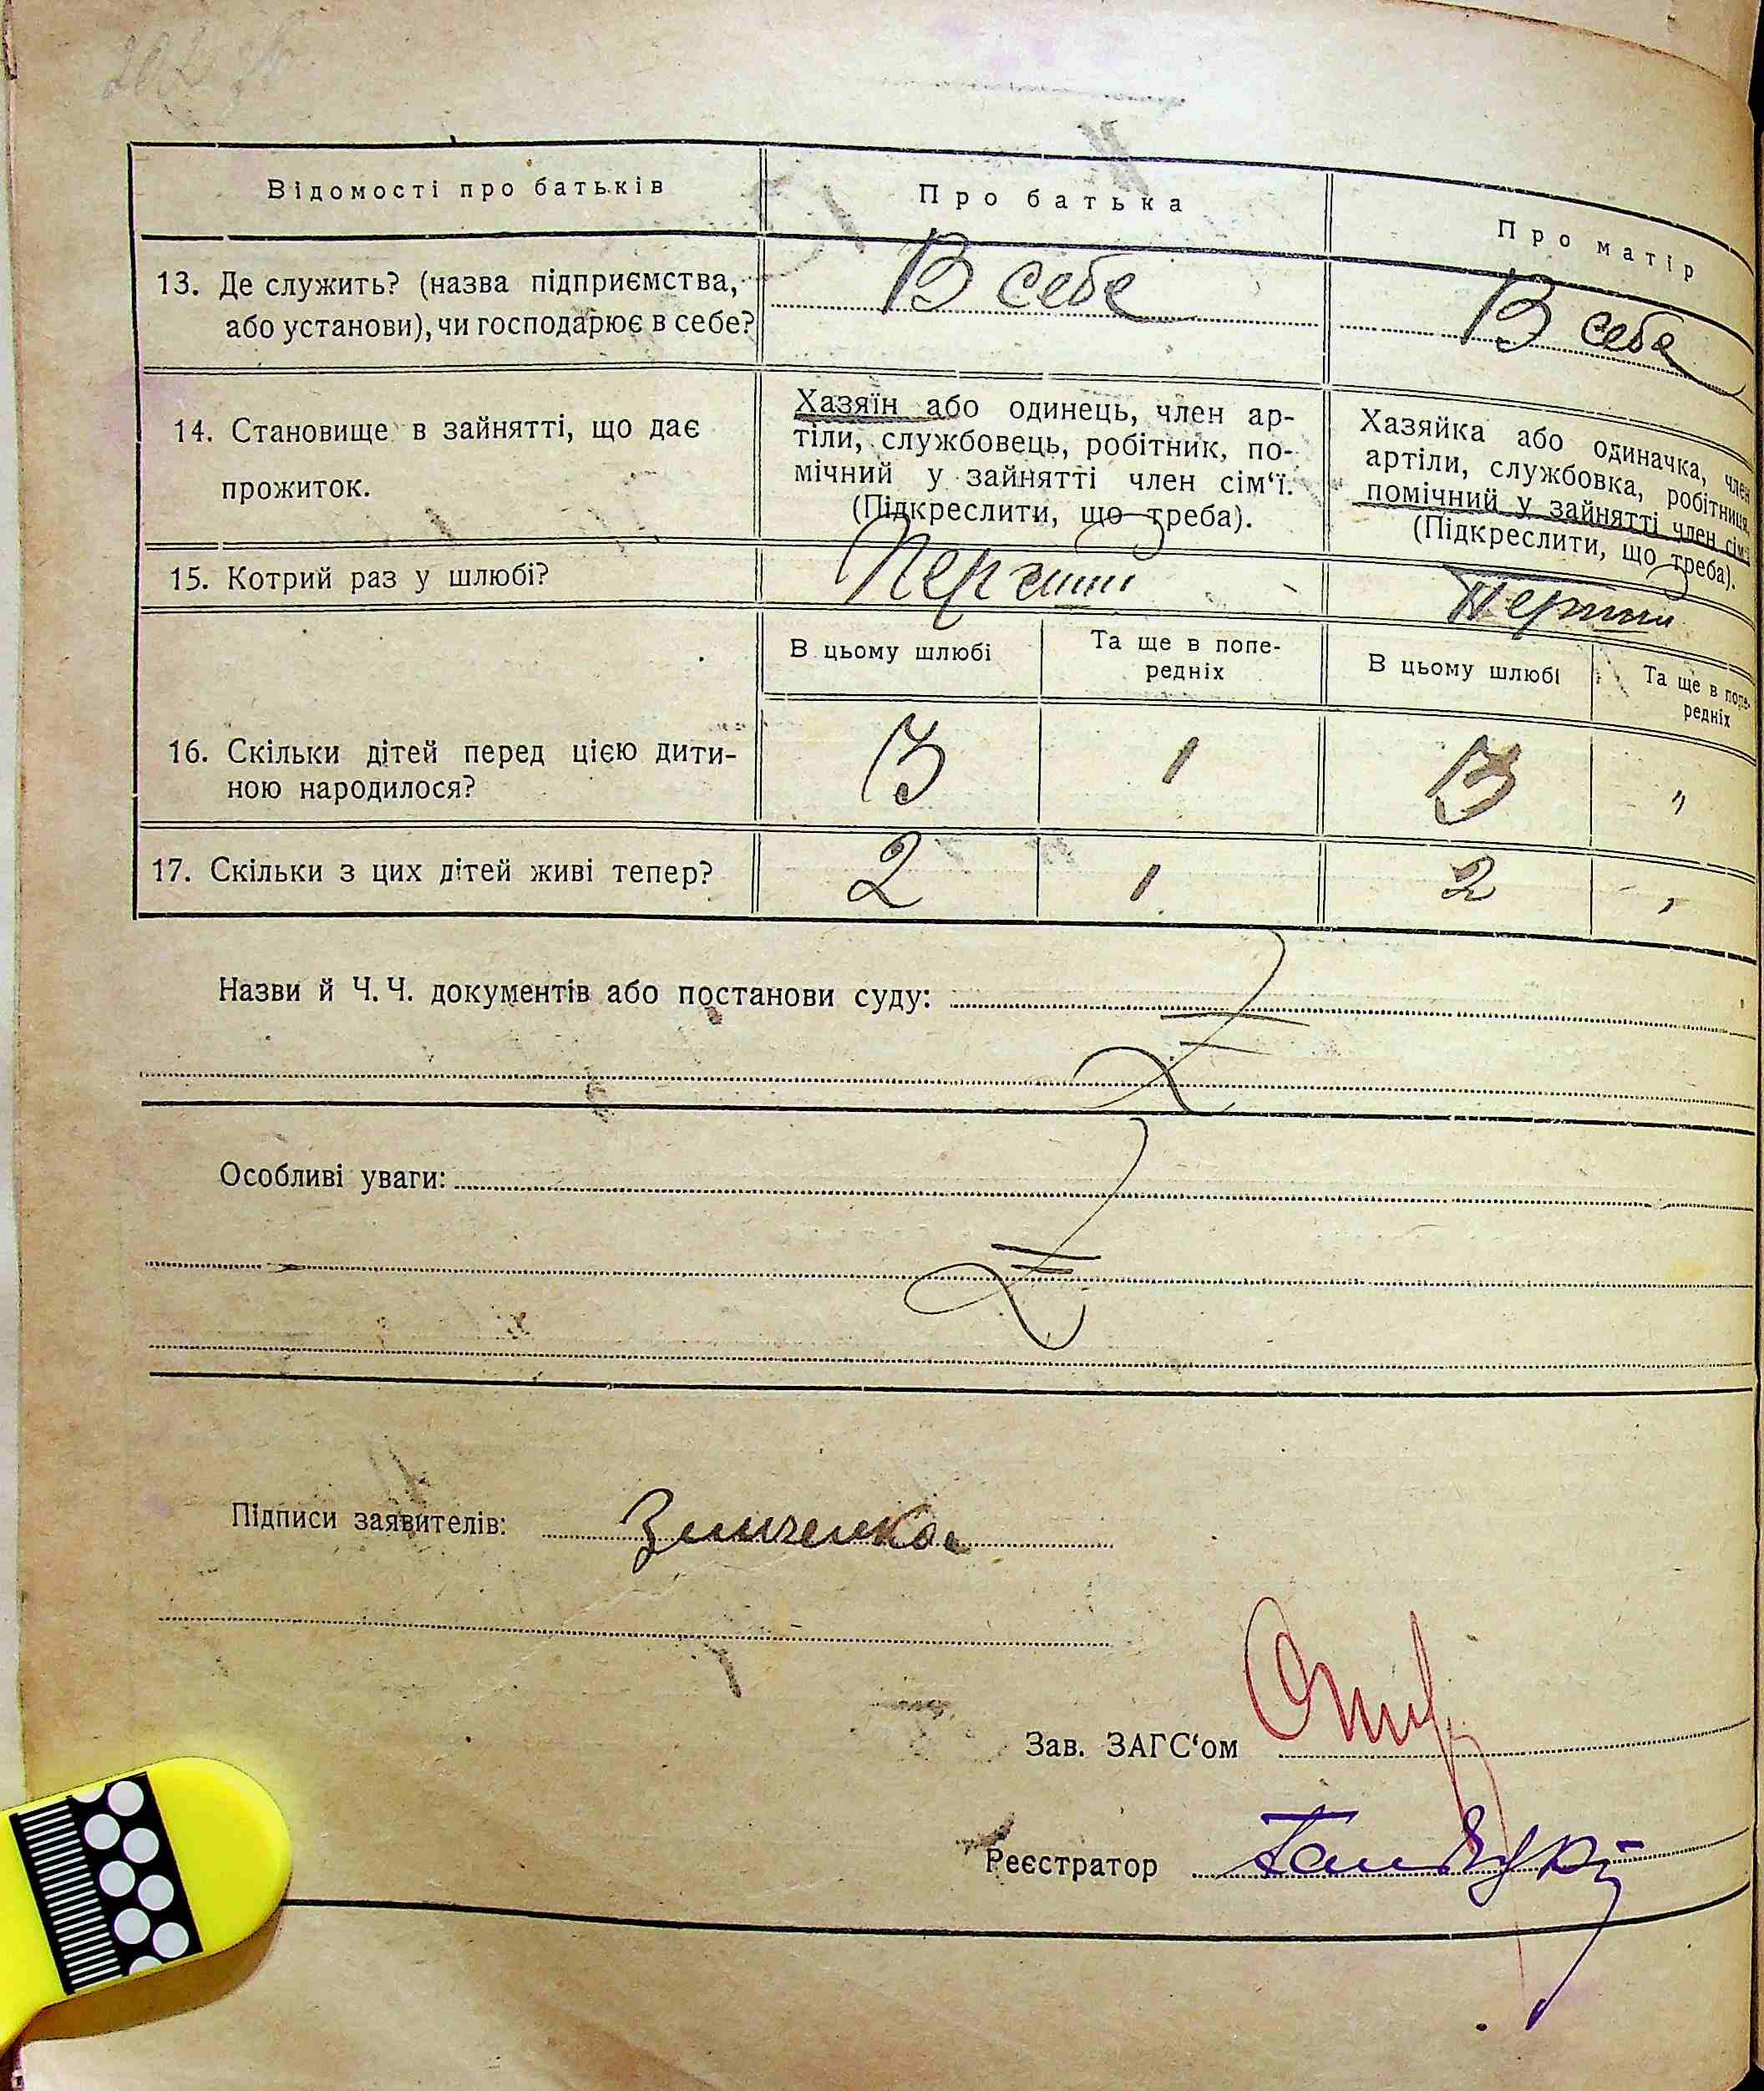 Відомості про батьків
Про батька
Про матір
13. Де служить? (назва підприємства,
або установи), чи господарює в себе?
В себе
В себе
14. Становище в зайнятті, що дає
прожиток.
Хазяїн або одинець, член ар-
тіли, службовець, робітник, по-
мічний у зайнятті член сім‘ї.
(Підкреслити, що треба).
Хазяйка або одиначка, член
артіли, службовка, робітниця,
помічний у зайнятті член сім‘ї
(Підкреслити, що треба).
15. Котрий раз у шлюбі?
Перший
Перший
В цьому шлюбі
Та ще в попе-
редніх
В цьому шлюбі
Та ще в попе-
редніх
16. Скільки дітей перед цією дити-
ною народилося?
3
1
3
"
17. Скільки з цих дітей живі тепер?
2
1
2
Назви й Ч. Ч. документів або постанови суду:
Особливі уваги:
Підписи заявителів:
Зинченко
Зав. ЗАГС‘ом
Реєстратор